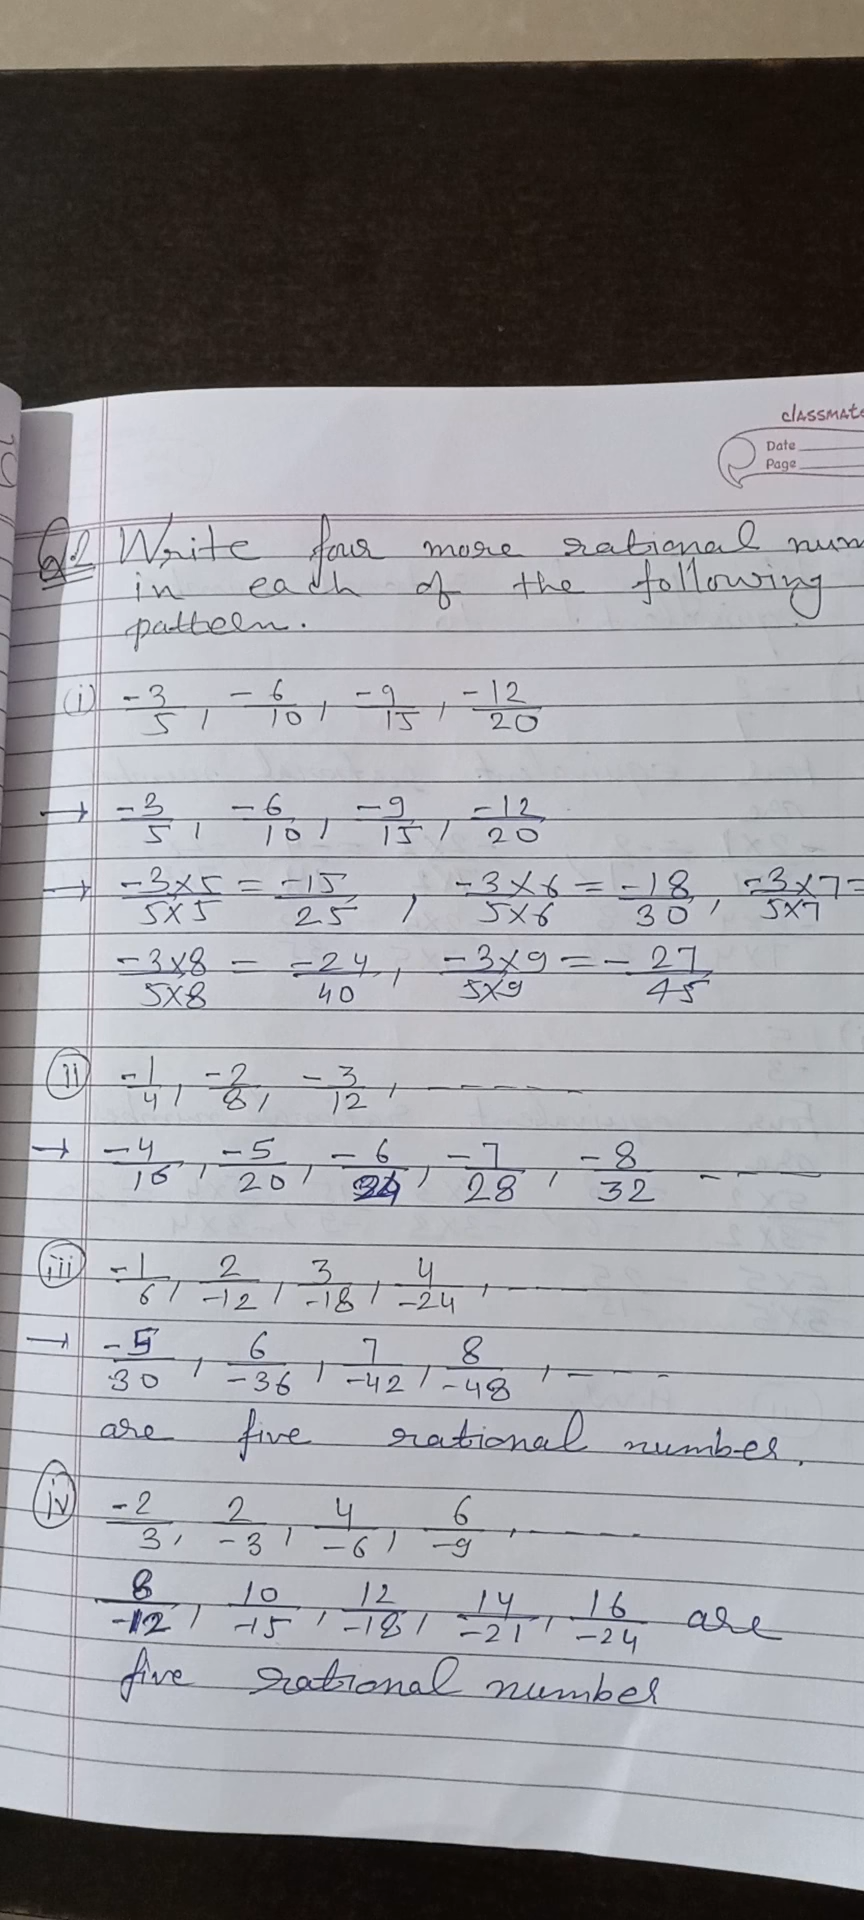 classmate
Date
Page
Q2 Write four more rational num
in each of the following
pattern.
(i) -3/5, -6/10, -9/15, -12/20
→ -3/5, -6/10, -9/15, -12/20
→ -3×5/5×5 = -15/25, -3×6/5×6 = -18/30, -3×7/5×7 =
-3×8/5×8 = -24/40, -3×9/5×9 = -27/45
(ii) -1/4, -2/8, -3/12, ------
→ -4/16, -5/20, -6/24, -7/28, -8/32 ----
(iii) -1/6, 2/-12, 3/-18, 4/-24, -----
→ -5/30, 6/-36, 7/-42, 8/-48, ----
are five rational number.
(iv) -2/3, 2/-3, 4/-6, 6/-9, -----
8/-12, 10/-15, 12/-18, 14/-21, 16/-24 are
five rational number